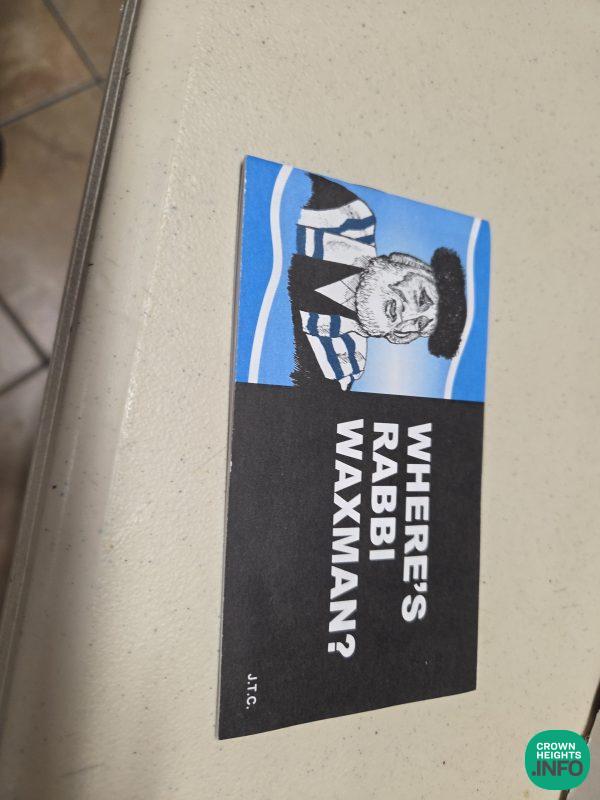 WHERE'S
RABBI
WAXMAN?
J.T.C.
CROWN
HEIGHTS
.INFO